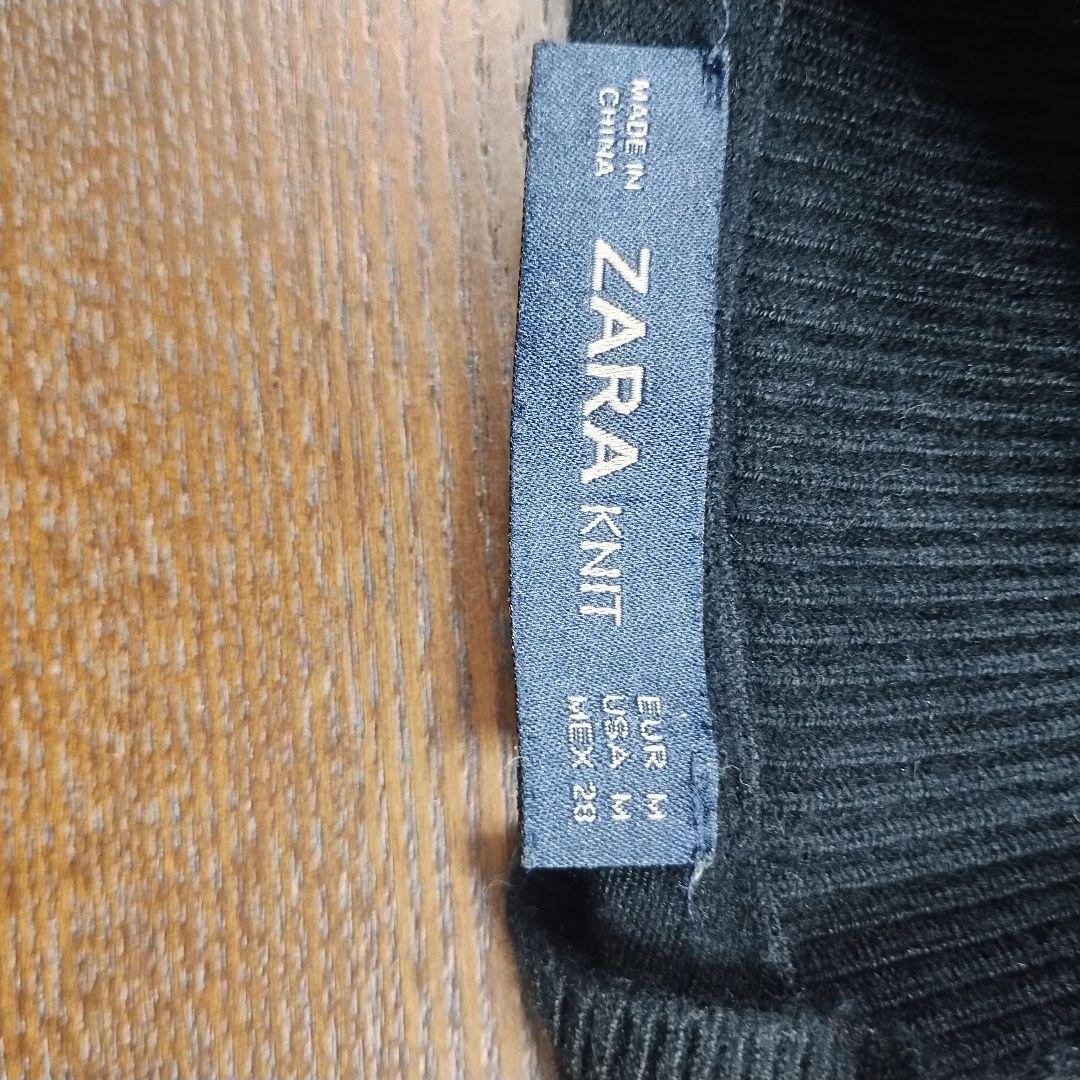 MADE IN
CHINA
ZARA KNIT
EUR M
USA M
MEX 28